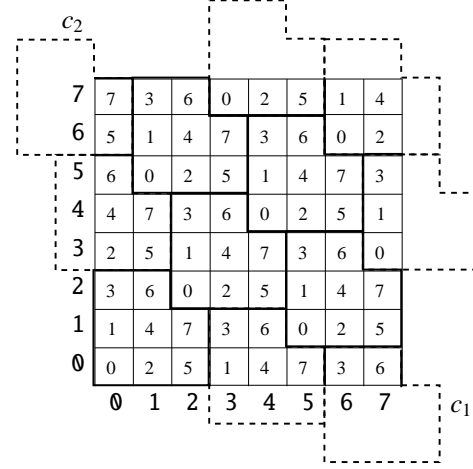 c₂
7 7 3 6 0 2 5 1 4
6 5 1 4 7 3 6 0 2
5 6 0 2 5 1 4 7 3
4 4 7 3 6 0 2 5 1
3 2 5 1 4 7 3 6 0
2 3 6 0 2 5 1 4 7
1 1 4 7 3 6 0 2 5
0 0 2 5 1 4 7 3 6
0 1 2 3 4 5 6 7 c₁